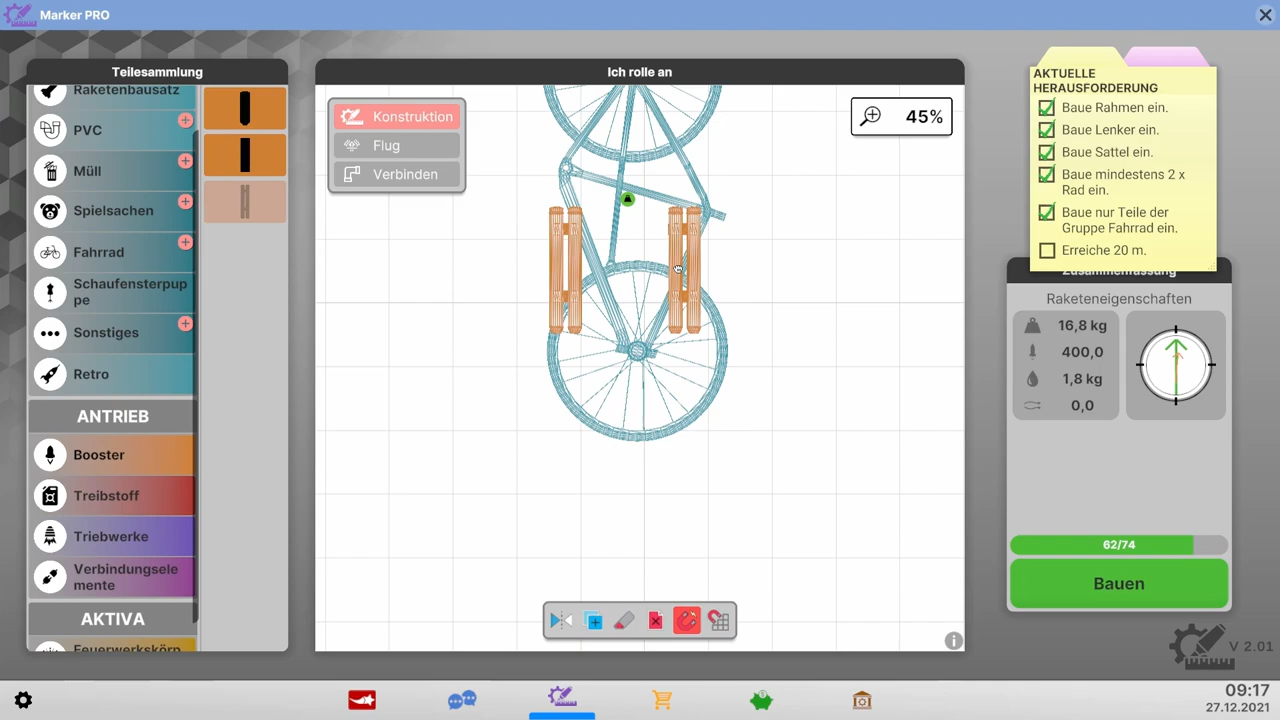 Marker PRO
Teilesammlung
Raketenbausatz
PVC
Müll
Spielsachen
Fahrrad
Schaufensterpup
pe
Sonstiges
Retro
ANTRIEB
Booster
Treibstoff
Triebwerke
Verbindungsele
mente
AKTIVA
Feuerwerkskörp
Ich rolle an
Konstruktion
Flug
Verbinden
45%
AKTUELLE
HERAUSFORDERUNG
Baue Rahmen ein.
Baue Lenker ein.
Baue Sattel ein.
Baue mindestens 2 x
Rad ein.
Baue nur Teile der
Gruppe Fahrrad ein.
Erreiche 20 m.
Zusammenfassung
Raketeneigenschaften
16,8 kg
400,0
1,8 kg
0,0
62/74
Bauen
V 2.01
09:17
27.12.2021